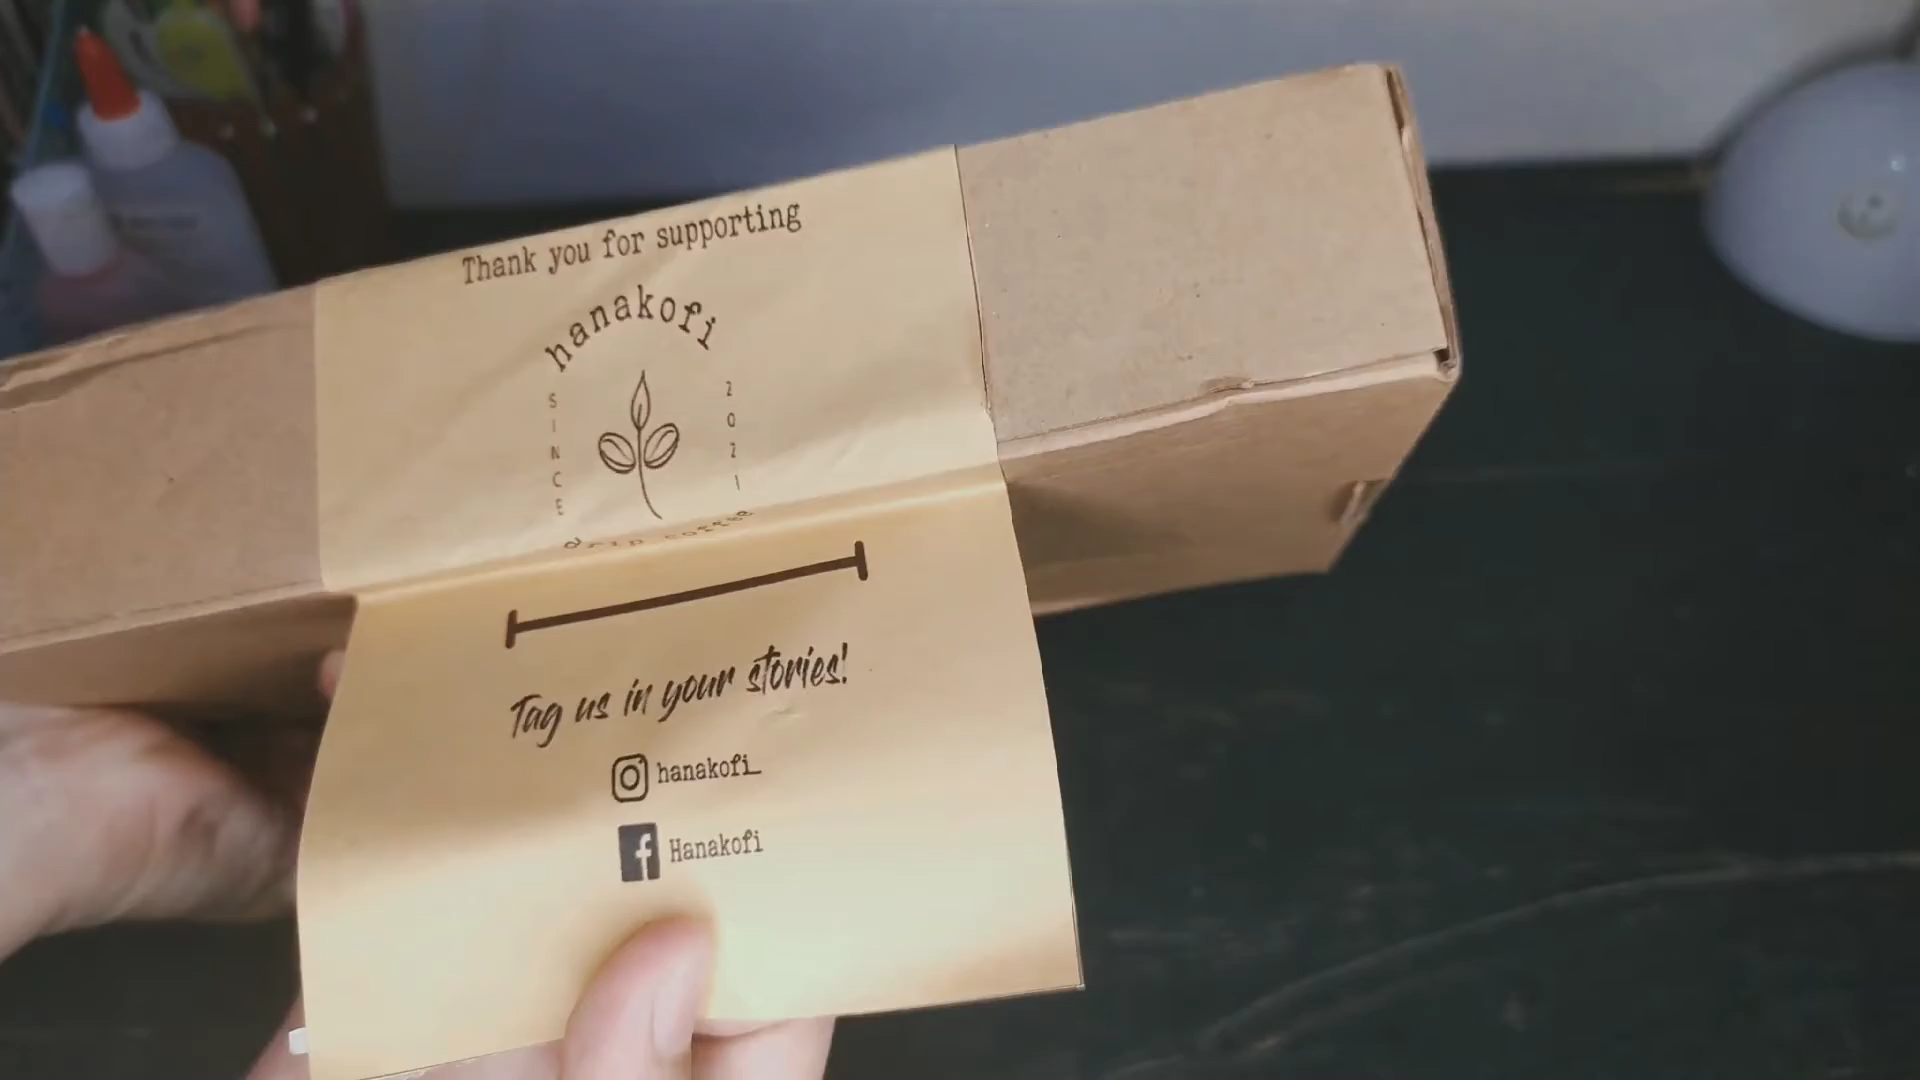 Thank you for supporting
hanakofi
SINCE
2021
drip coffee
Tag us in your stories!
hanakofi_
Hanakofi